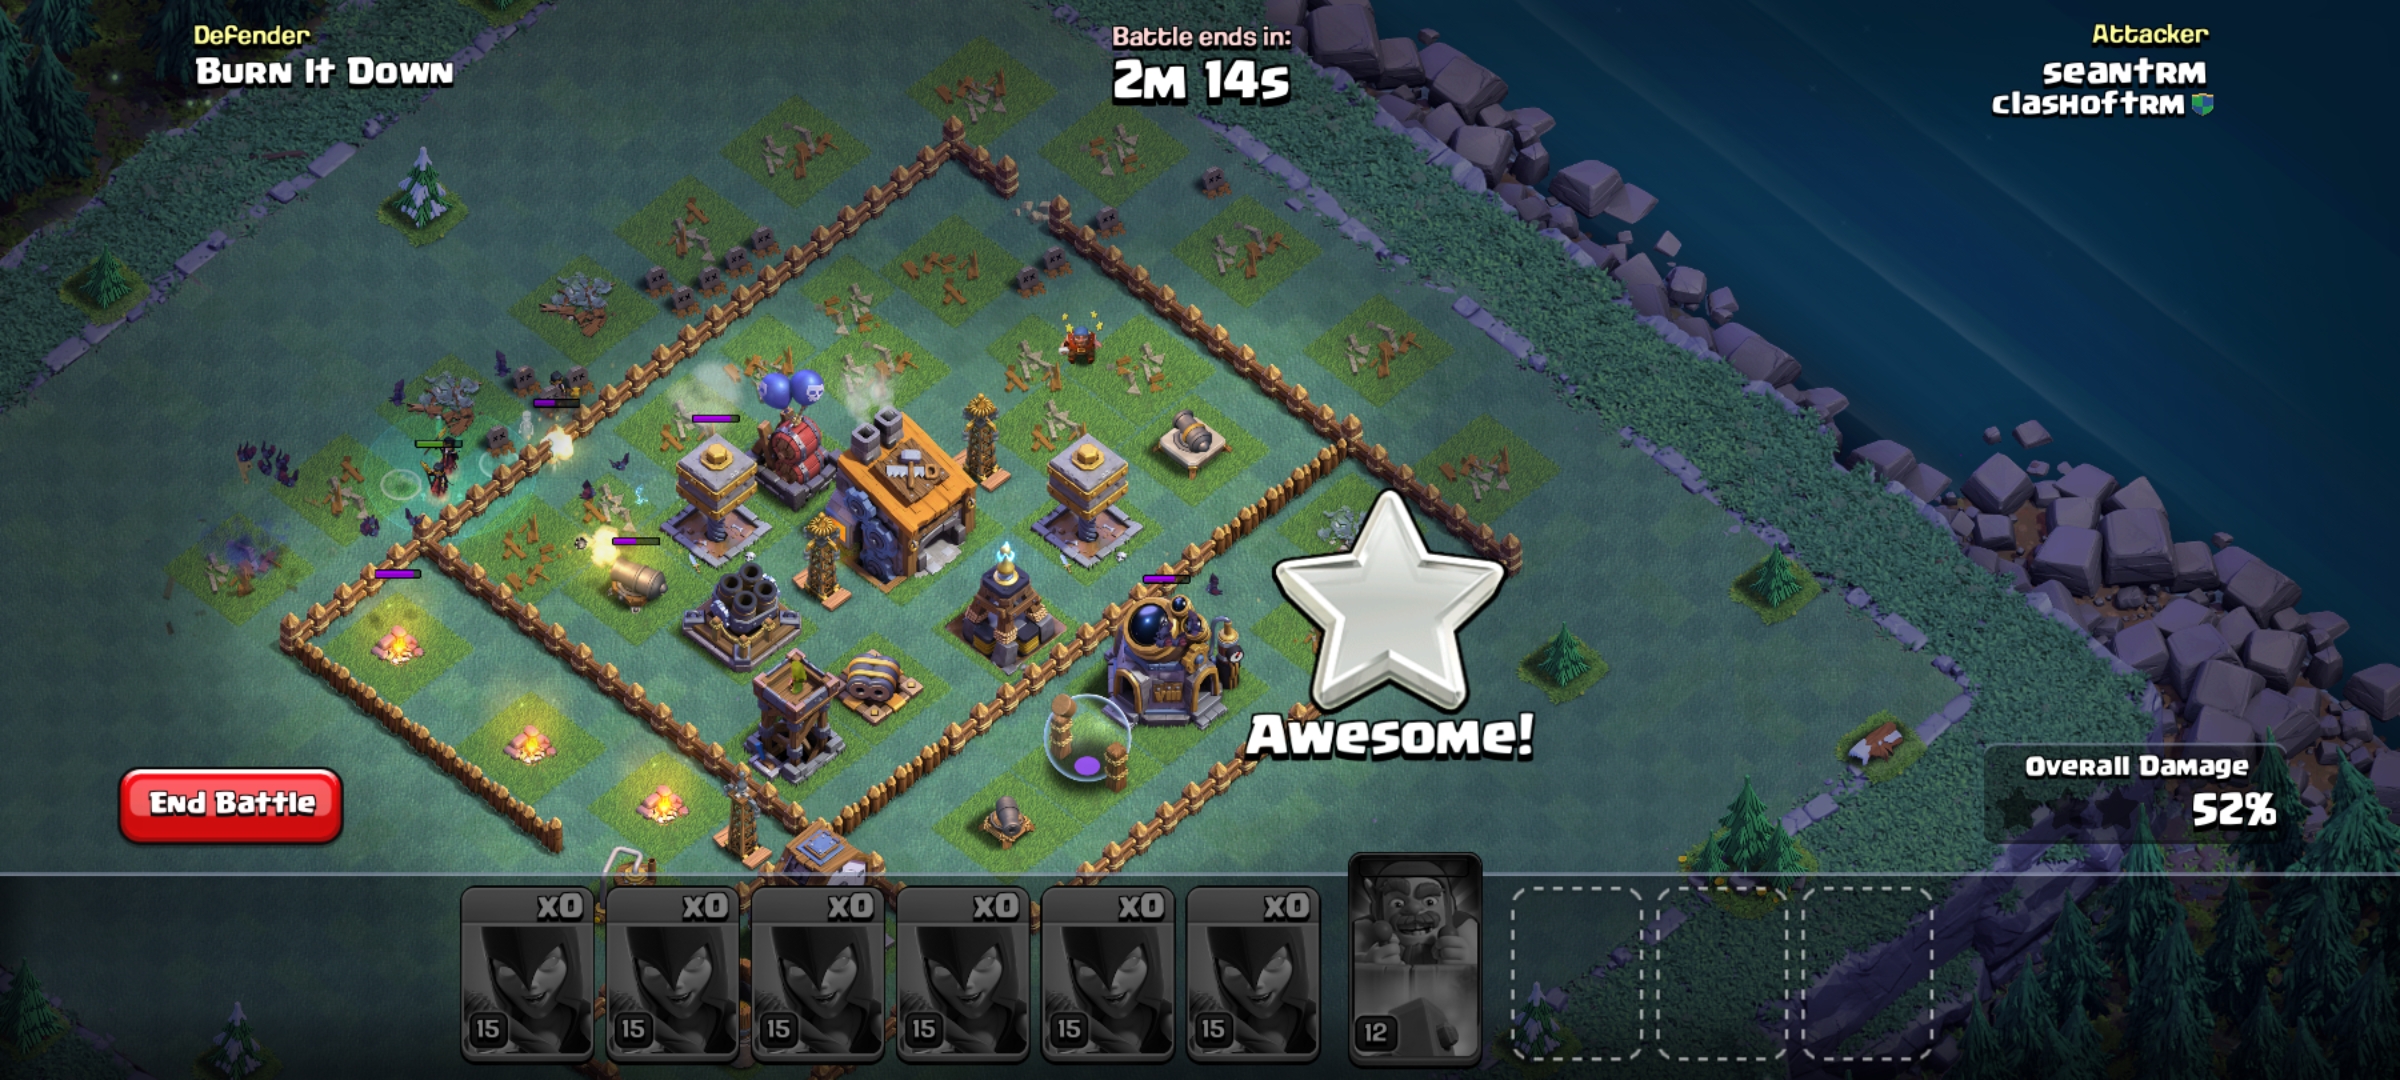 Defender
Burn It Down
Battle ends in:
2M 14s
Attacker
seantRM
clashoftRM
Awesome!
End Battle
Overall Damage
52%
x0
x0
x0
x0
x0
x0
15
15
15
15
15
15
12